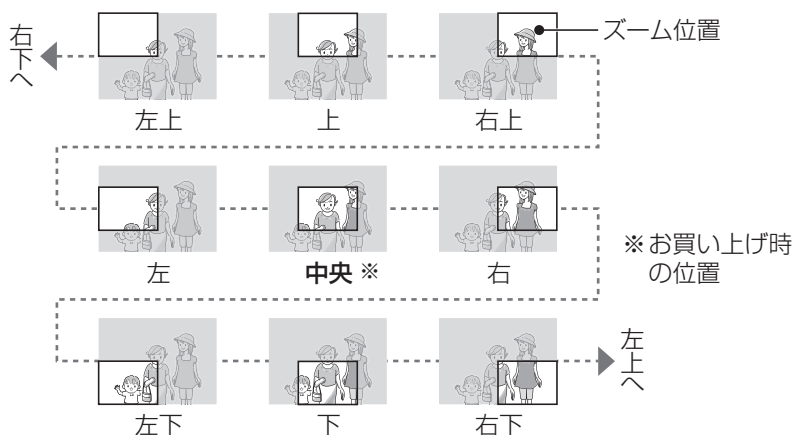 右下へ
ズーム位置
左上
上
右上
左
中央 ※
右
※お買い上げ時
の位置
左下
下
右下
左上へ